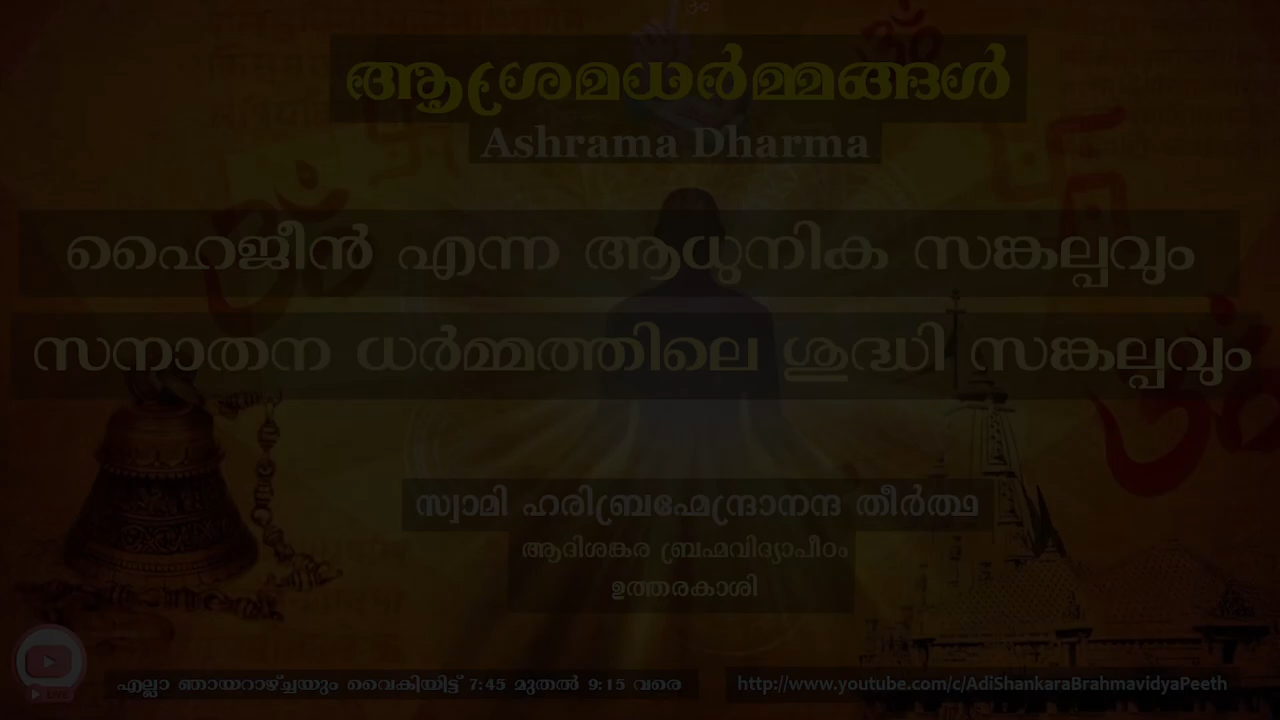 ആശ്രമധർമ്മങ്ങൾ
Ashrama Dharma
ഹൈജീൻ എന്ന ആധുനിക സങ്കല്പവും
സനാതന ധർമ്മത്തിലെ ശുദ്ധി സങ്കല്പവും
സ്വാമി ഹരിബ്രഹ്മേന്ദ്രാനന്ദ തീർത്ഥ
ആദിശങ്കര ബ്രഹ്മവിദ്യാപീഠം
ഉത്തരകാശി
LIVE
എല്ലാ ഞായറാഴ്ച്ചയും വൈകിയിട്ട് 7:45 മുതൽ 9:15 വരെ
http://www.youtube.com/c/AdiShankaraBrahmavidyaPeeth